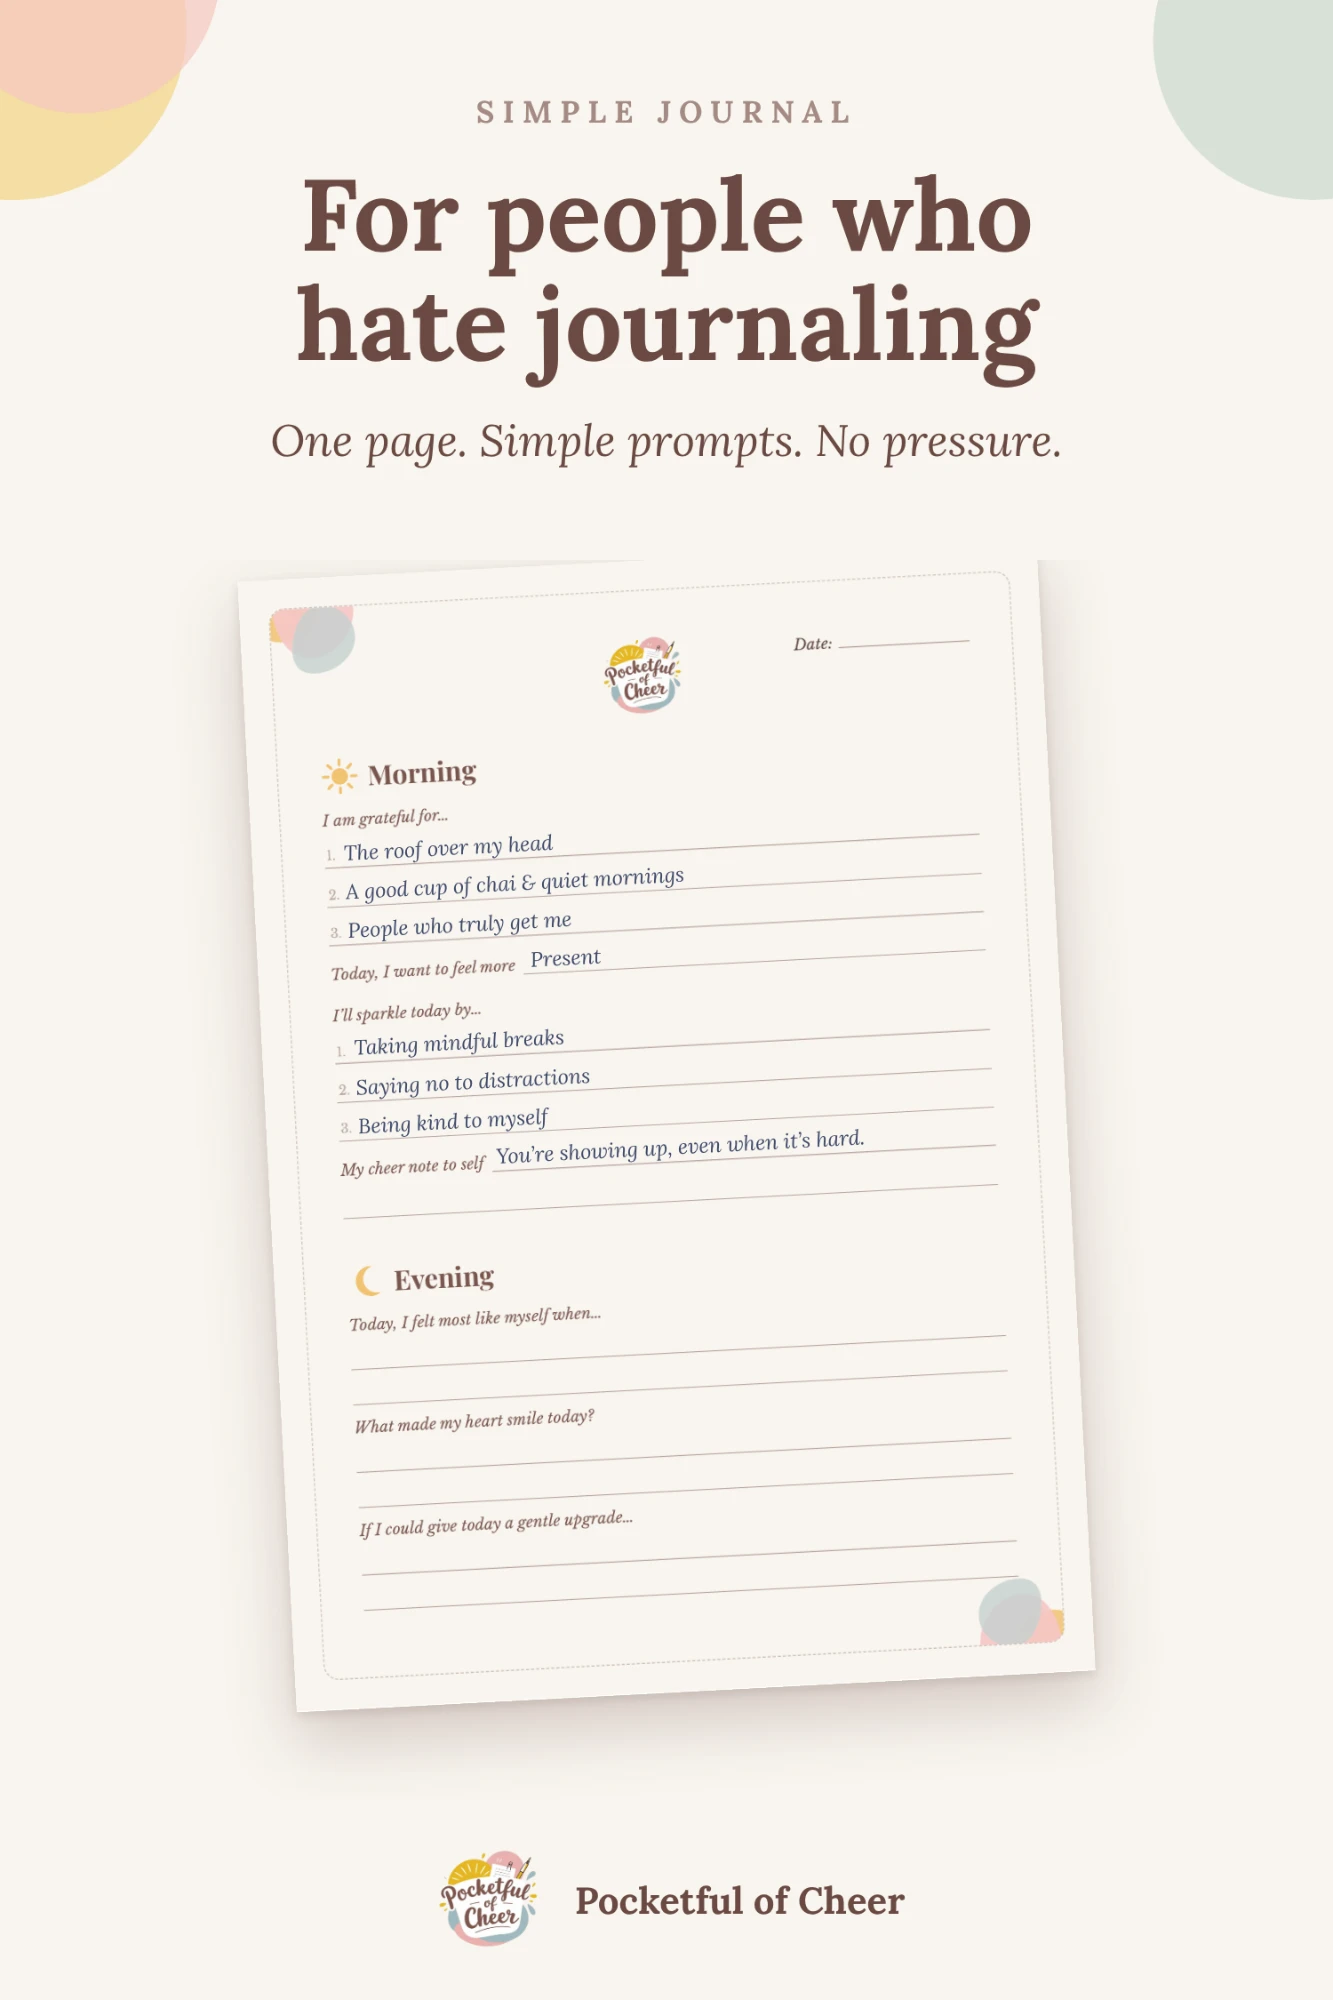 SIMPLE JOURNAL
For people who
hate journaling
One page. Simple prompts. No pressure.
Pocketful
of
Cheer
Date:
Morning
I am grateful for...
1. The roof over my head
2. A good cup of chai & quiet mornings
3. People who truly get me
Today, I want to feel more Present
I'll sparkle today by...
1. Taking mindful breaks
2. Saying no to distractions
3. Being kind to myself
My cheer note to self You're showing up, even when it's hard.
Evening
Today, I felt most like myself when...
What made my heart smile today?
If I could give today a gentle upgrade...
Pocketful
of
Cheer
Pocketful of Cheer